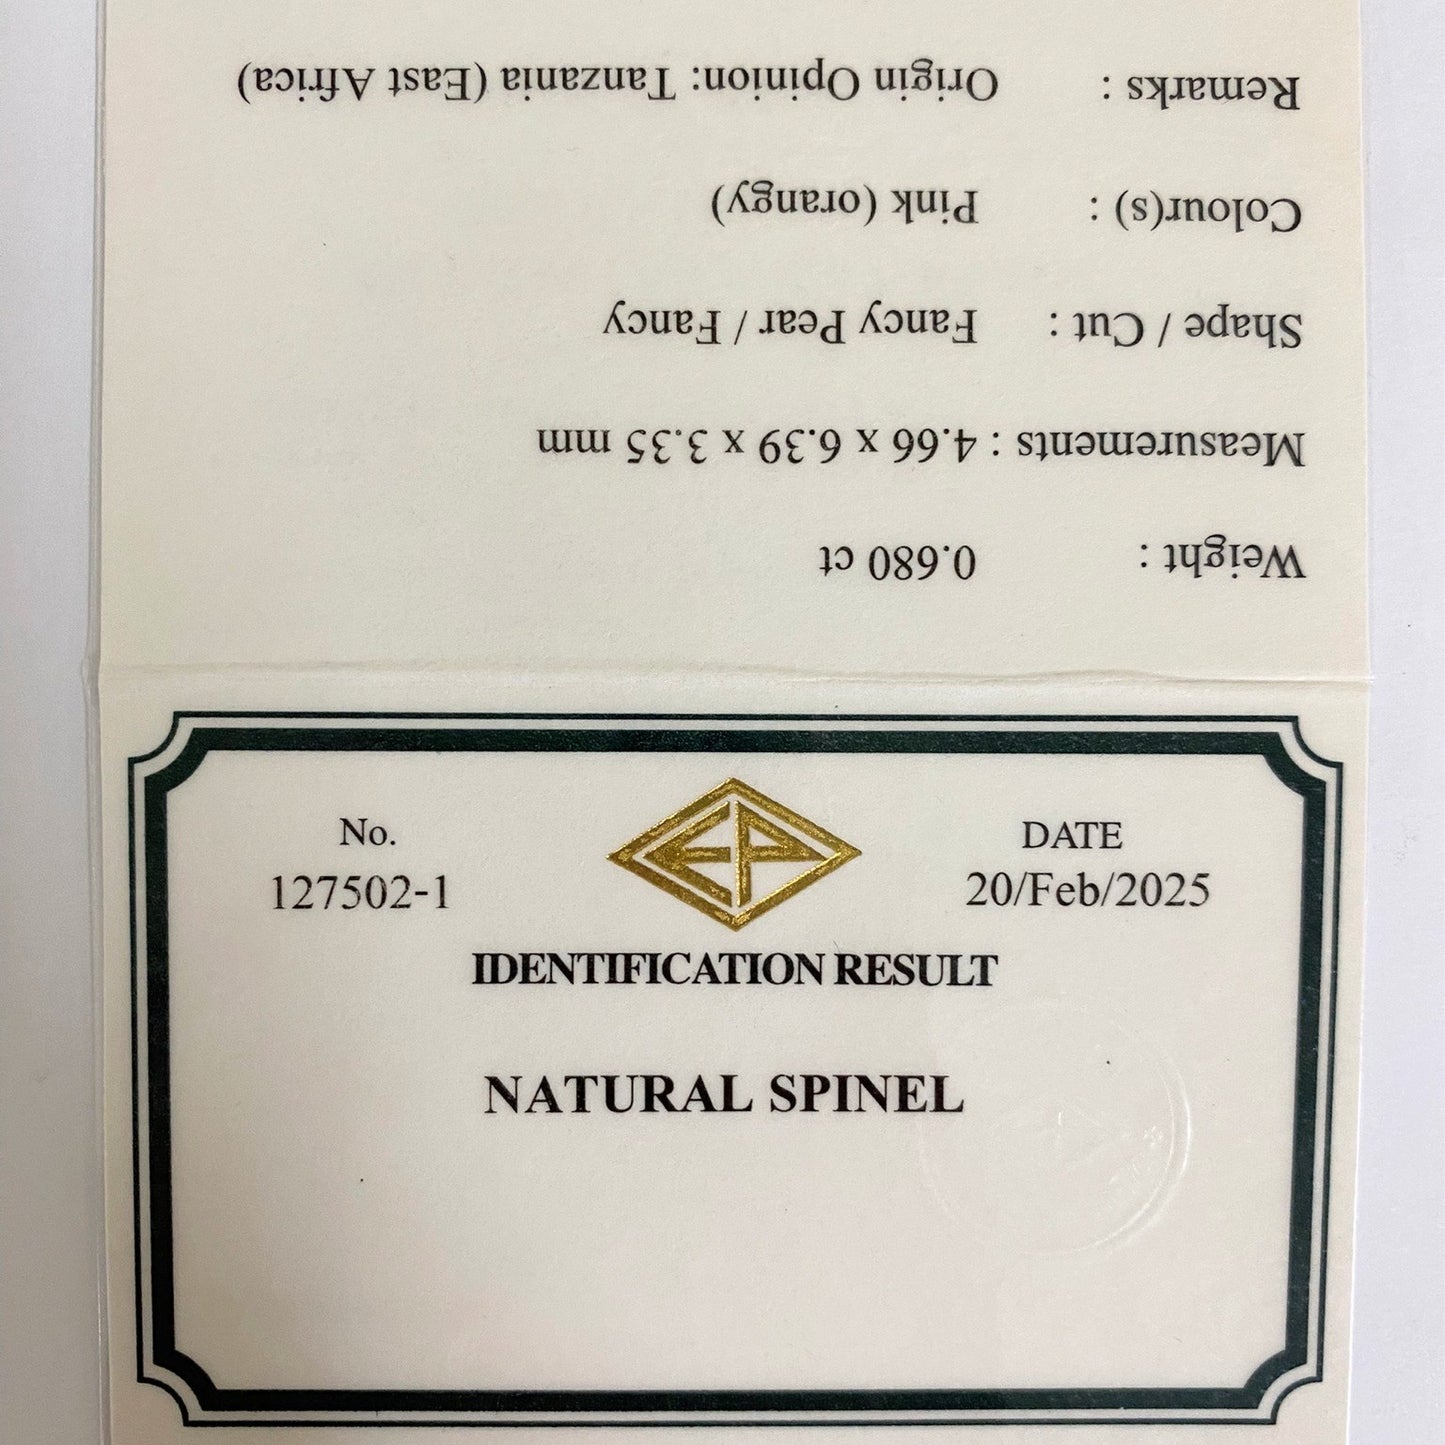 No.
127502-1
EP
DATE
20/Feb/2025
IDENTIFICATION RESULT
NATURAL SPINEL
Weight : 0.680 ct
Measurements : 4.66 x 6.39 x 3.35 mm
Shape / Cut : Fancy Pear / Fancy
Colour(s) : Pink (orangy)
Remarks : Origin Opinion: Tanzania (East Africa)